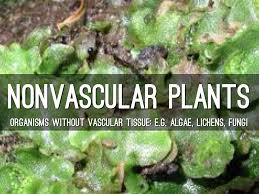 NONVASCULAR PLANTS
ORGANISMS WITHOUT VASCULAR TISSUE; E.G. ALGAE, LICHENS, FUNGI